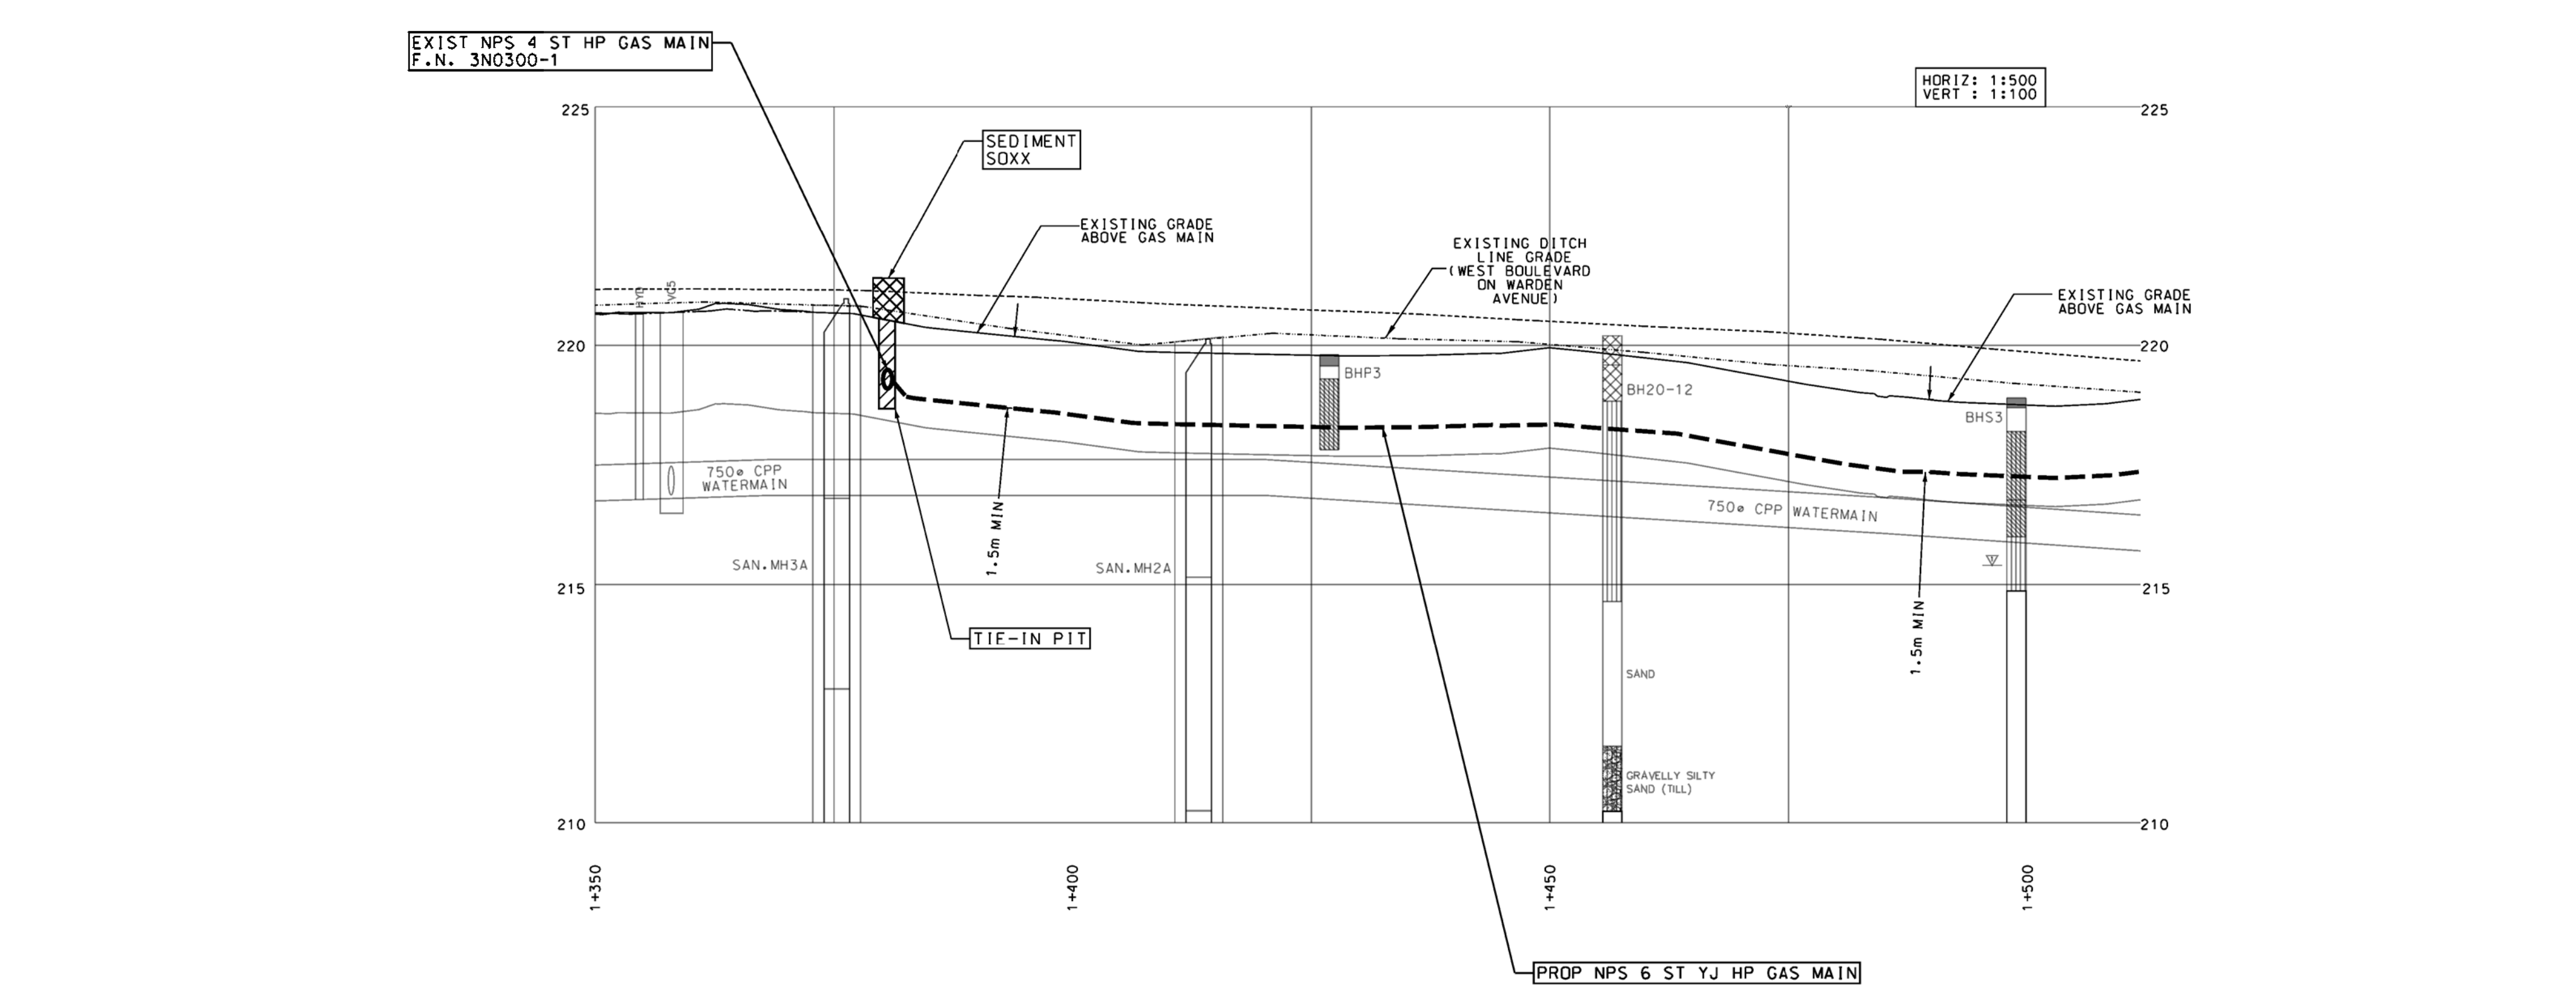 EXIST NPS 4 ST HP GAS MAIN
F.N. 3N0300-1
HORIZ: 1:500
VERT : 1:100
225
225
SEDIMENT
SOXX
EXISTING GRADE
ABOVE GAS MAIN
EXISTING DITCH
LINE GRADE
(WEST BOULEVARD
ON WARDEN
AVENUE)
EXISTING GRADE
ABOVE GAS MAIN
HYD
VC5
220
220
BHP3
BH20-12
BHS3
750ø CPP
WATERMAIN
750ø CPP WATERMAIN
1.5m MIN
SAN.MH3A
SAN.MH2A
215
215
1.5m MIN
TIE-IN PIT
SAND
GRAVELLY SILTY
SAND (TILL)
210
210
1+350
1+400
1+450
1+500
PROP NPS 6 ST YJ HP GAS MAIN